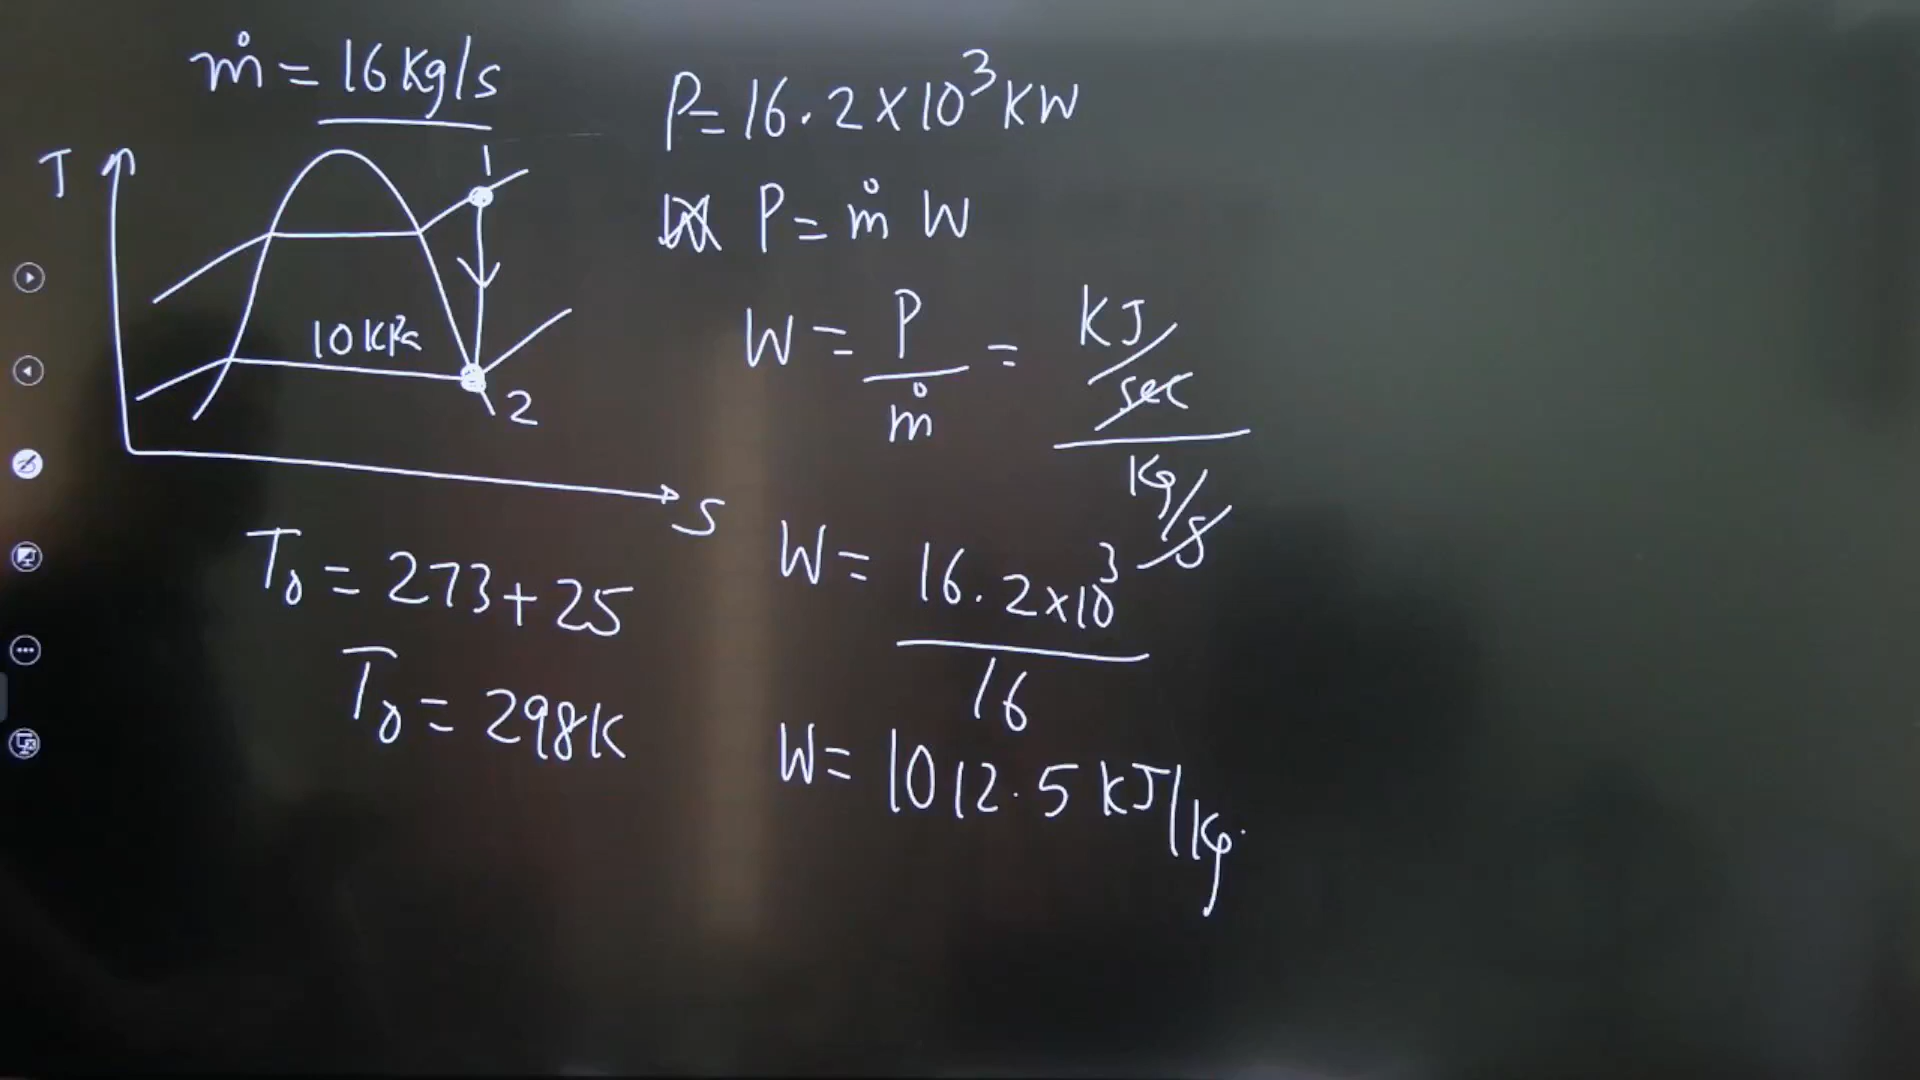 ṁ = 16 Kg/s
T
1
10 KPa
2
S
T₀ = 273+25
T₀ = 298K
P = 16.2×10³ KW
P = ṁ W
W = P/ṁ = KJ/sec / Kg/s
W = 16.2×10³ / 16
W = 1012.5 KJ/Kg.